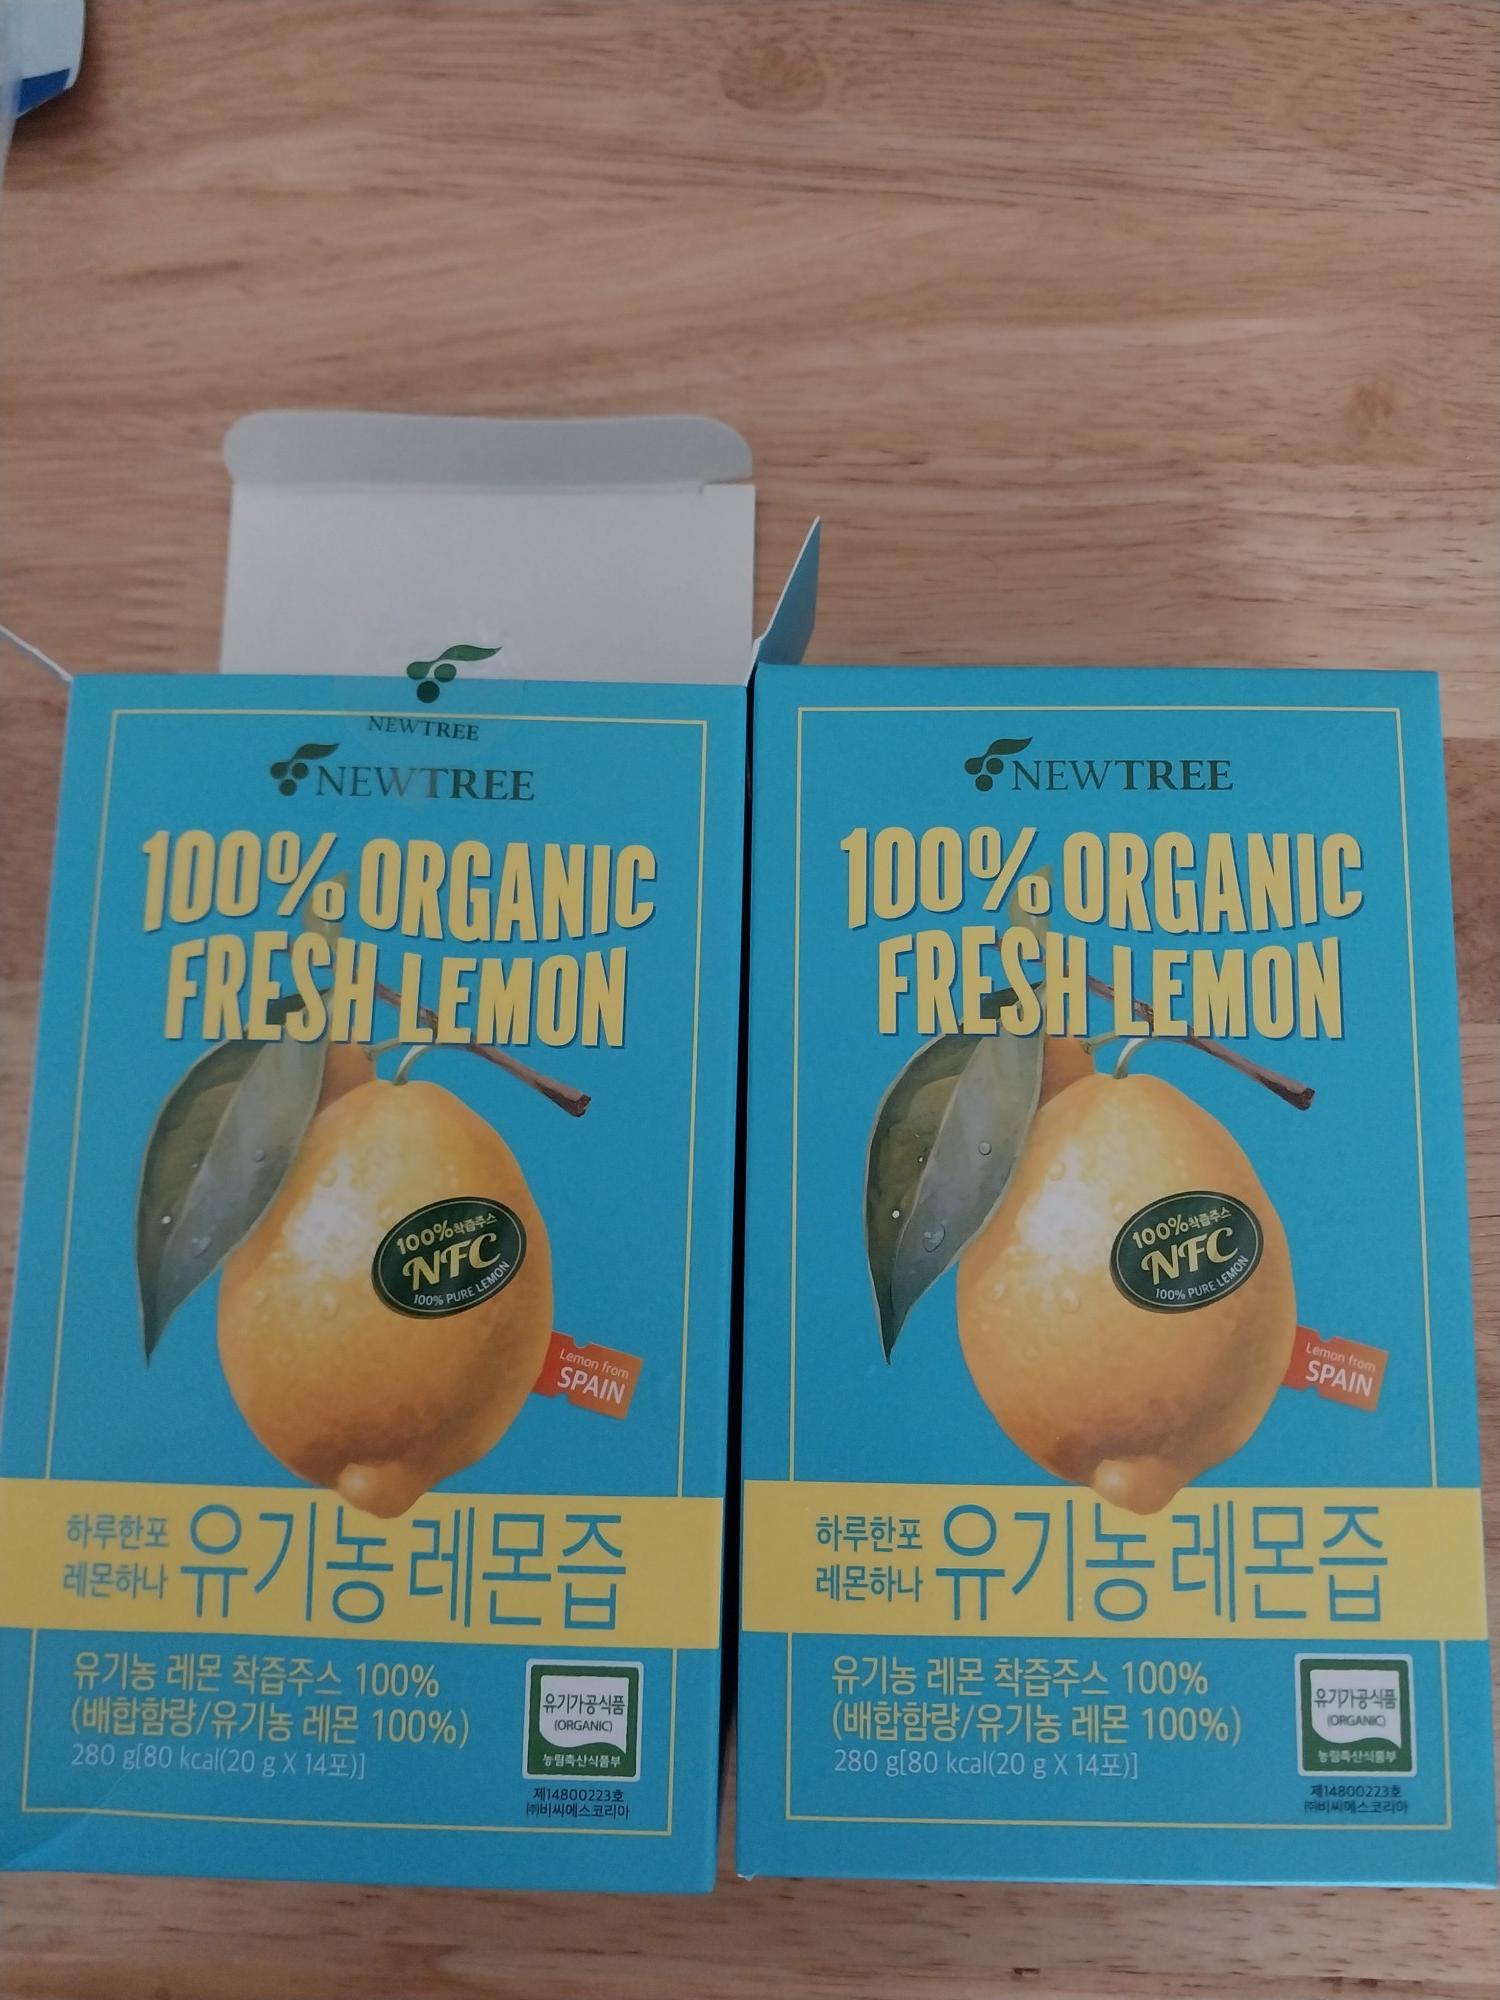 NEWTREE
NEWTREE
100% ORGANIC
FRESH LEMON
100%착즙주스
NFC
100% PURE LEMON
Lemon from
SPAIN
하루한포
레몬하나
유기농레몬즙
유기농 레몬 착즙주스 100%
(배합함량/유기농 레몬 100%)
280 g[80 kcal(20 g X 14포)]
유기가공식품
(ORGANIC)
농림축산식품부
제14800223호
㈜비씨에스코리아
NEWTREE
100% ORGANIC
FRESH LEMON
100%착즙주스
NFC
100% PURE LEMON
Lemon from
SPAIN
하루한포
레몬하나
유기농레몬즙
유기농 레몬 착즙주스 100%
(배합함량/유기농 레몬 100%)
280 g[80 kcal(20 g X 14포)]
유기가공식품
(ORGANIC)
농림축산식품부
제14800223호
㈜비씨에스코리아